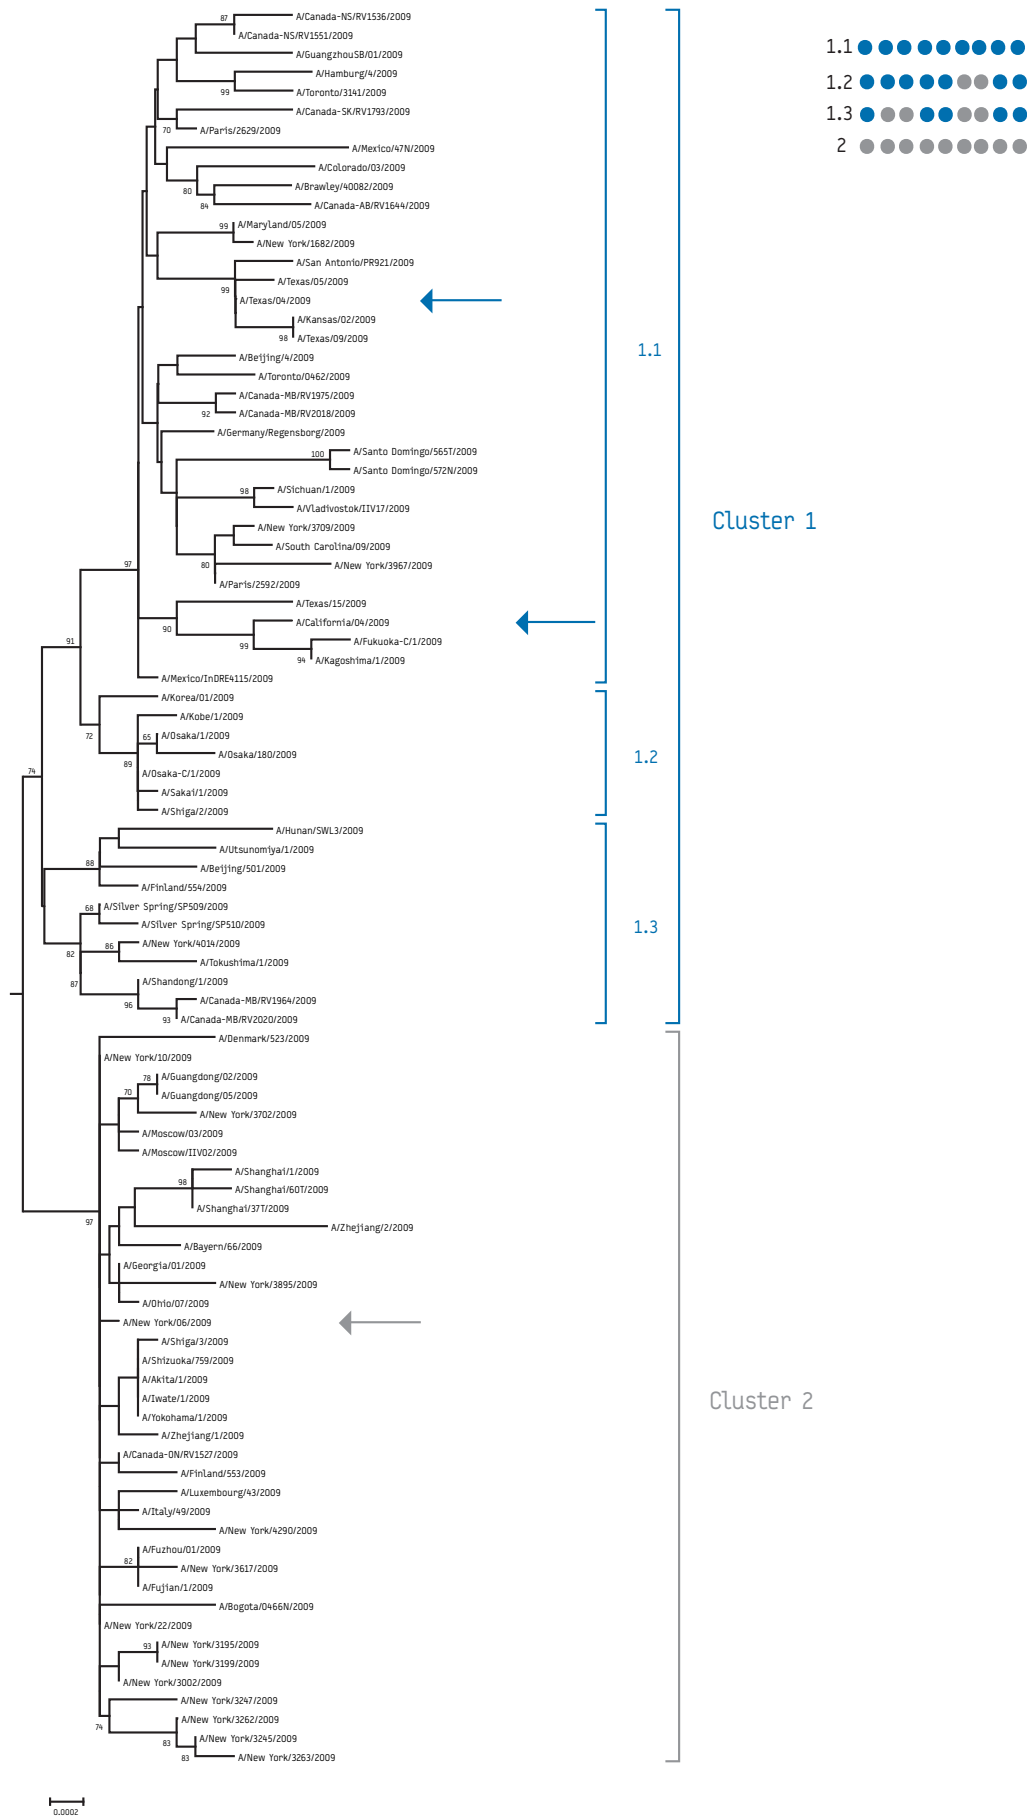 87
A/Canada-NS/RV1536/2009
A/Canada-NS/RV1551/2009
A/GuangzhouSB/01/2009
A/Hamburg/4/2009
99
A/Toronto/3141/2009
A/Canada-SK/RV1793/2009
70
A/Paris/2629/2009
A/Mexico/47N/2009
A/Colorado/03/2009
80
A/Brawley/40082/2009
84
A/Canada-AB/RV1644/2009
99
A/Maryland/05/2009
A/New York/1682/2009
A/San Antonio/PR921/2009
A/Texas/05/2009
99
A/Texas/04/2009
A/Kansas/02/2009
98
A/Texas/09/2009
A/Beijing/4/2009
A/Toronto/0462/2009
A/Canada-MB/RV1975/2009
92
A/Canada-MB/RV2018/2009
A/Germany/Regensborg/2009
100
A/Santo Domingo/565T/2009
A/Santo Domingo/572N/2009
98
A/Sichuan/1/2009
A/Vladivostok/IIV17/2009
A/New York/3709/2009
A/South Carolina/09/2009
80
A/New York/3967/2009
97
A/Paris/2592/2009
A/Texas/15/2009
90
A/California/04/2009
91
99
A/Fukuoka-C/1/2009
94
A/Kagoshima/1/2009
A/Mexico/InDRE4115/2009
A/Korea/01/2009
A/Kobe/1/2009
72
65
A/Osaka/1/2009
A/Osaka/180/2009
74
89
A/Osaka-C/1/2009
A/Sakai/1/2009
A/Shiga/2/2009
A/Hunan/SWL3/2009
A/Utsunomiya/1/2009
88
A/Beijing/501/2009
A/Finland/554/2009
68
A/Silver Spring/SP509/2009
A/Silver Spring/SP510/2009
86
A/New York/4014/2009
82
A/Tokushima/1/2009
87
A/Shandong/1/2009
96
A/Canada-MB/RV1964/2009
93
A/Canada-MB/RV2020/2009
A/Denmark/523/2009
A/New York/10/2009
78
A/Guangdong/02/2009
70
A/Guangdong/05/2009
A/New York/3702/2009
A/Moscow/03/2009
A/Moscow/IIV02/2009
A/Shanghai/1/2009
98
A/Shanghai/60T/2009
A/Shanghai/37T/2009
97
A/Zhejiang/2/2009
A/Bayern/66/2009
A/Georgia/01/2009
A/New York/3895/2009
A/Ohio/07/2009
A/New York/06/2009
A/Shiga/3/2009
A/Shizuoka/759/2009
A/Akita/1/2009
A/Iwate/1/2009
A/Yokohama/1/2009
A/Zhejiang/1/2009
A/Canada-ON/RV1527/2009
A/Finland/553/2009
A/Luxembourg/43/2009
A/Italy/49/2009
A/New York/4290/2009
A/Fuzhou/01/2009
82
A/New York/3617/2009
A/Fujian/1/2009
A/Bogota/0466N/2009
A/New York/22/2009
93
A/New York/3195/2009
A/New York/3199/2009
A/New York/3002/2009
A/New York/3247/2009
74
A/New York/3262/2009
83
A/New York/3245/2009
83
A/New York/3263/2009
0.0002
1.1
1.2
1.3
Cluster 1
Cluster 2
1.1
1.2
1.3
2